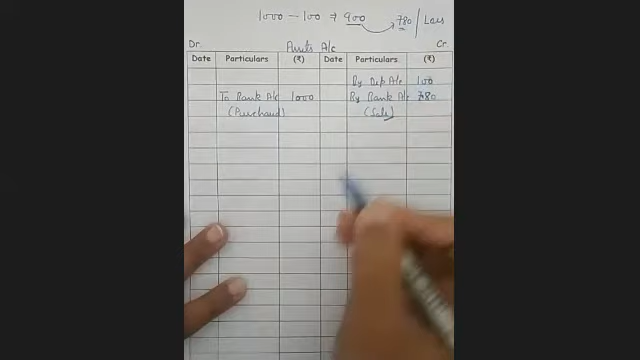 1000 - 100 → 900 → 780 / Loss
Dr. Assets A/c Cr.
Date Particulars (₹) Date Particulars (₹)
By Dep A/c 100
To Bank A/c 1000 By Bank A/c 780
(Purchased) (Sale)